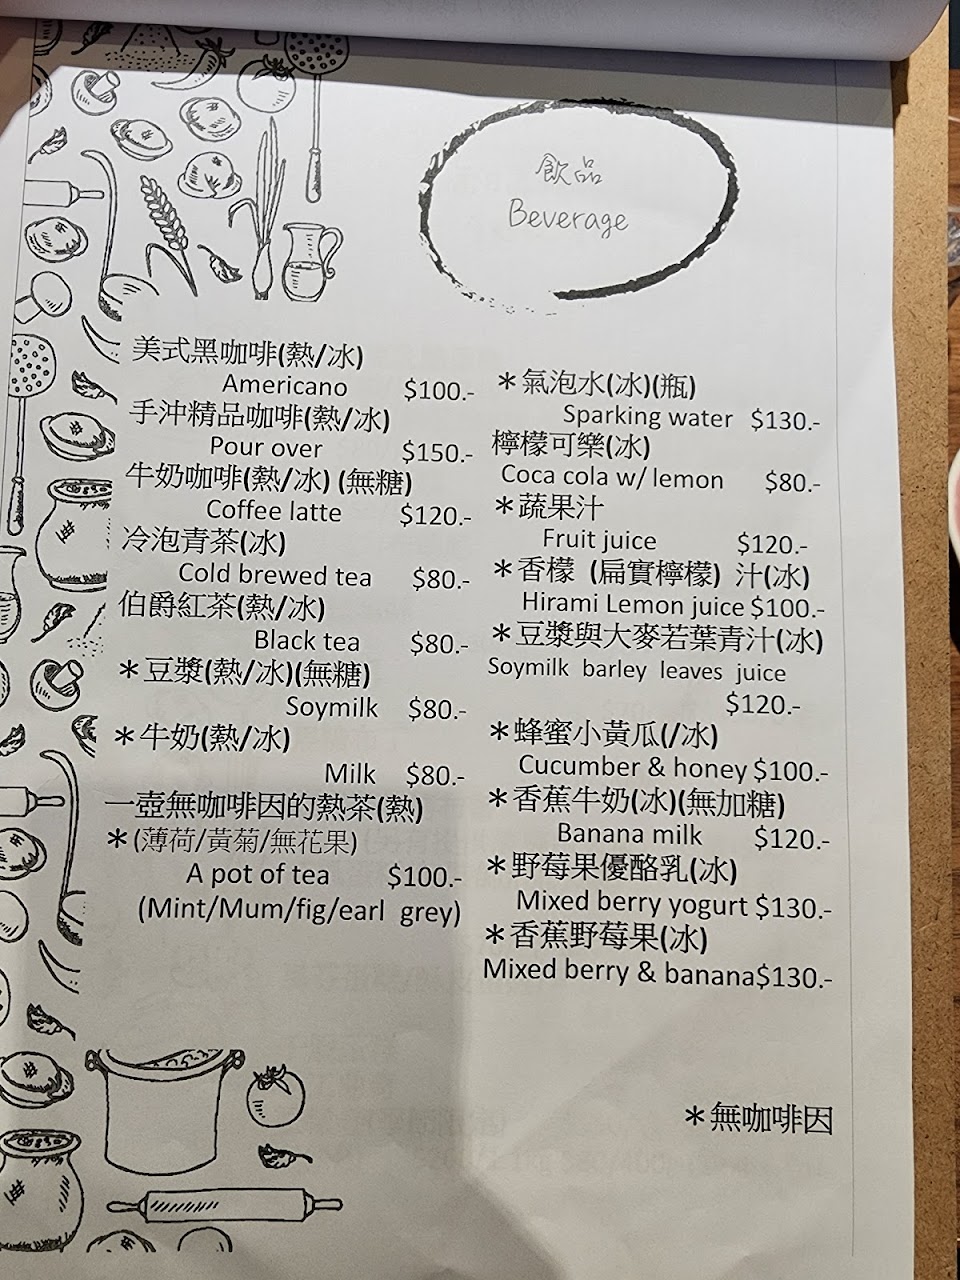 飲品
Beverage
美式黑咖啡(熱/冰)
Americano $100.-
手沖精品咖啡(熱/冰)
Pour over $150.-
牛奶咖啡(熱/冰) (無糖)
Coffee latte $120.-
冷泡青茶(冰)
Cold brewed tea $80.-
伯爵紅茶(熱/冰)
Black tea $80.-
＊豆漿(熱/冰)(無糖)
Soymilk $80.-
＊牛奶(熱/冰)
Milk $80.-
一壺無咖啡因的熱茶(熱)
＊(薄荷/黃菊/無花果)
A pot of tea $100.-
(Mint/Mum/fig/earl grey)
＊氣泡水(冰)(瓶)
Sparking water $130.-
檸檬可樂(冰)
Coca cola w/ lemon $80.-
＊蔬果汁
Fruit juice $120.-
＊香檬 (扁實檸檬) 汁(冰)
Hirami Lemon juice $100.-
＊豆漿與大麥若葉青汁(冰)
Soymilk barley leaves juice
$120.-
＊蜂蜜小黃瓜(/冰)
Cucumber & honey $100.-
＊香蕉牛奶(冰)(無加糖)
Banana milk $120.-
＊野莓果優酪乳(冰)
Mixed berry yogurt $130.-
＊香蕉野莓果(冰)
Mixed berry & banana$130.-
＊無咖啡因